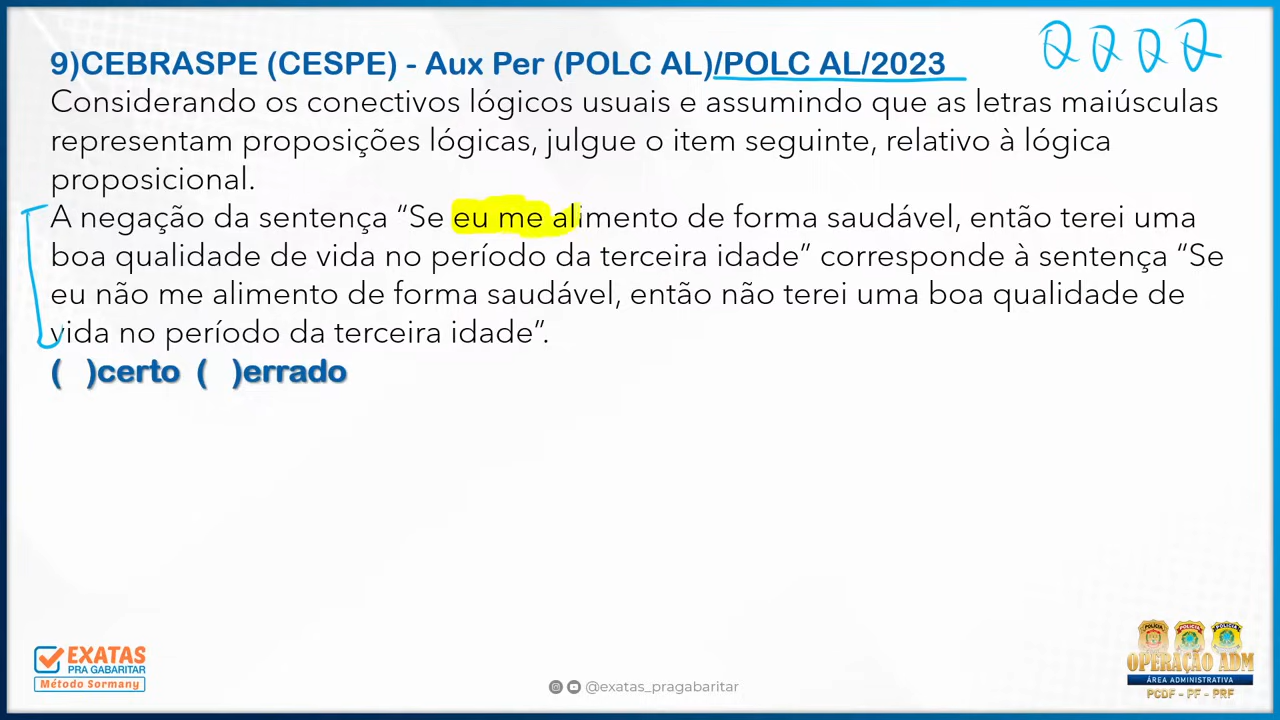 9)CEBRASPE (CESPE) - Aux Per (POLC AL)/POLC AL/2023
Considerando os conectivos lógicos usuais e assumindo que as letras maiúsculas
representam proposições lógicas, julgue o item seguinte, relativo à lógica
proposicional.
A negação da sentença “Se eu me alimento de forma saudável, então terei uma
boa qualidade de vida no período da terceira idade” corresponde à sentença “Se
eu não me alimento de forma saudável, então não terei uma boa qualidade de
vida no período da terceira idade”.
(  )certo (  )errado
EXATAS
PRA GABARITAR
Método Sormany
@exatas_pragabaritar
POLÍCIA POLÍCIA POLÍCIA
OPERAÇÃO ADM
ÁREA ADMINISTRATIVA
PCDF - PF - PRF